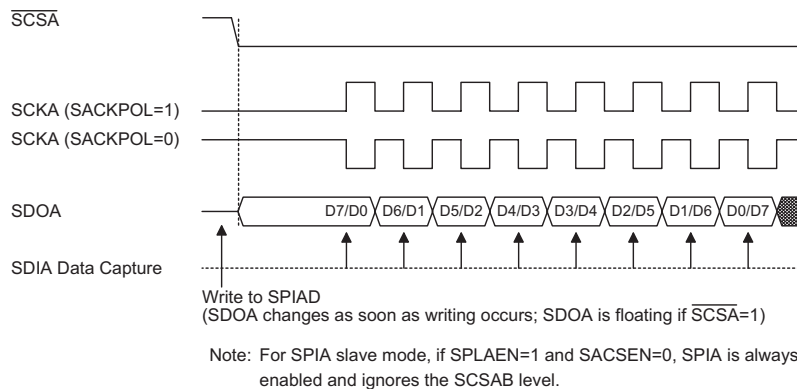 SCSA
SCKA (SACKPOL=1)
SCKA (SACKPOL=0)
SDOA
D7/D0 D6/D1 D5/D2 D4/D3 D3/D4 D2/D5 D1/D6 D0/D7
SDIA Data Capture
Write to SPIAD
(SDOA changes as soon as writing occurs; SDOA is floating if SCSA=1)
Note: For SPIA slave mode, if SPLAEN=1 and SACSEN=0, SPIA is always
enabled and ignores the SCSAB level.